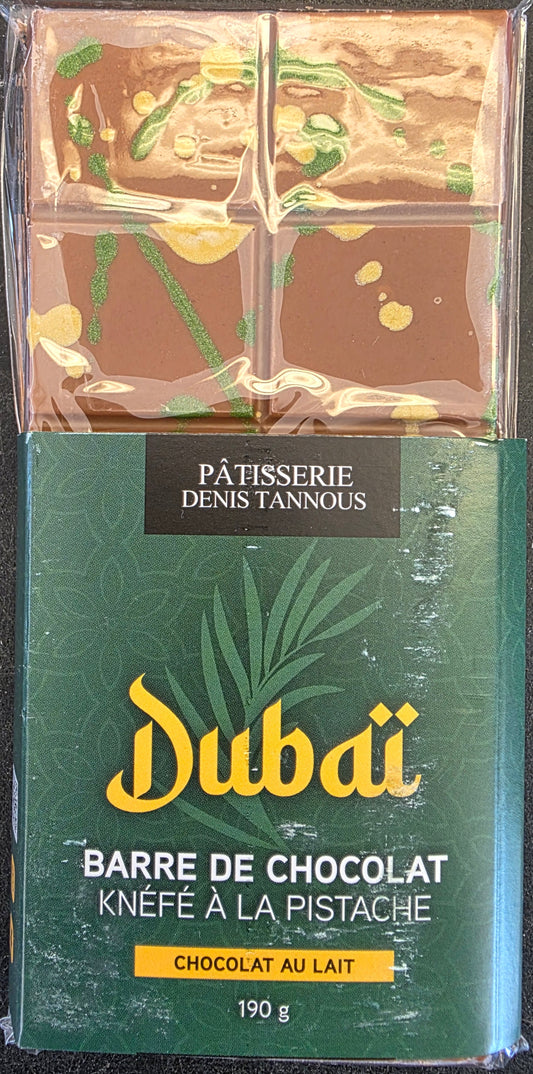 PÂTISSERIE
DENIS TANNOUS
Dubaï
BARRE DE CHOCOLAT
KNÉFÉ À LA PISTACHE
CHOCOLAT AU LAIT
190 g